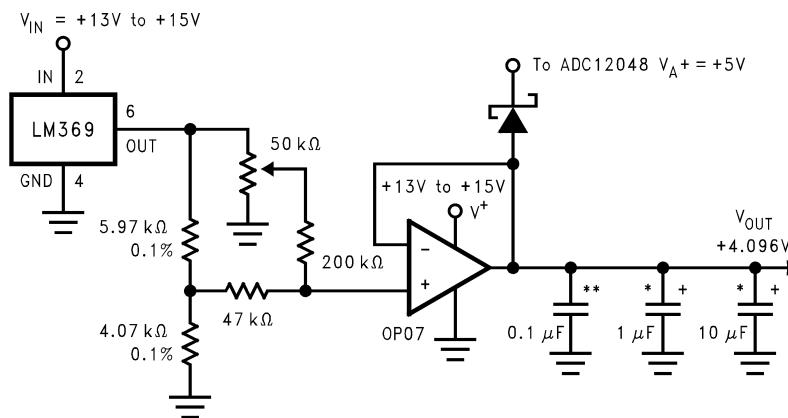 V_IN = +13V to +15V
IN 2
LM369
6
OUT
GND 4
50 kΩ
5.97 kΩ
0.1%
200 kΩ
47 kΩ
4.07 kΩ
0.1%
To ADC12048 V_A+ = +5V
+13V to +15V
V+
-
+
OP07
V_OUT
+4.096V
**
0.1 μF
* +
1 μF
* +
10 μF